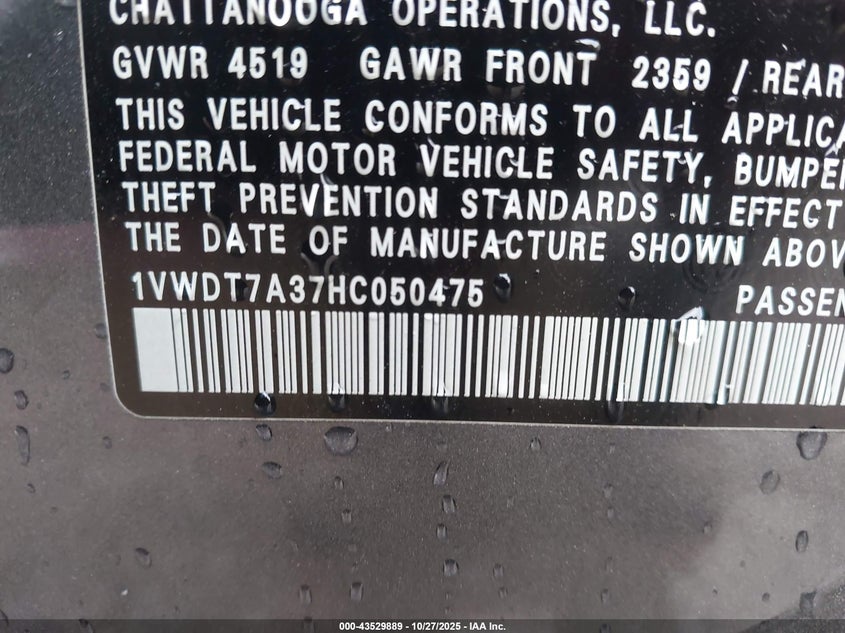 CHATTANOOGA OPERATIONS, LLC.
GVWR 4519 GAWR FRONT 2359 / REAR
THIS VEHICLE CONFORMS TO ALL APPLICA
FEDERAL MOTOR VEHICLE SAFETY, BUMPER
THEFT PREVENTION STANDARDS IN EFFECT
THE DATE OF MANUFACTURE SHOWN ABOV
1VWDT7A37HC050475 PASSEN
000-43529889 - 10/27/2025 - IAA Inc.